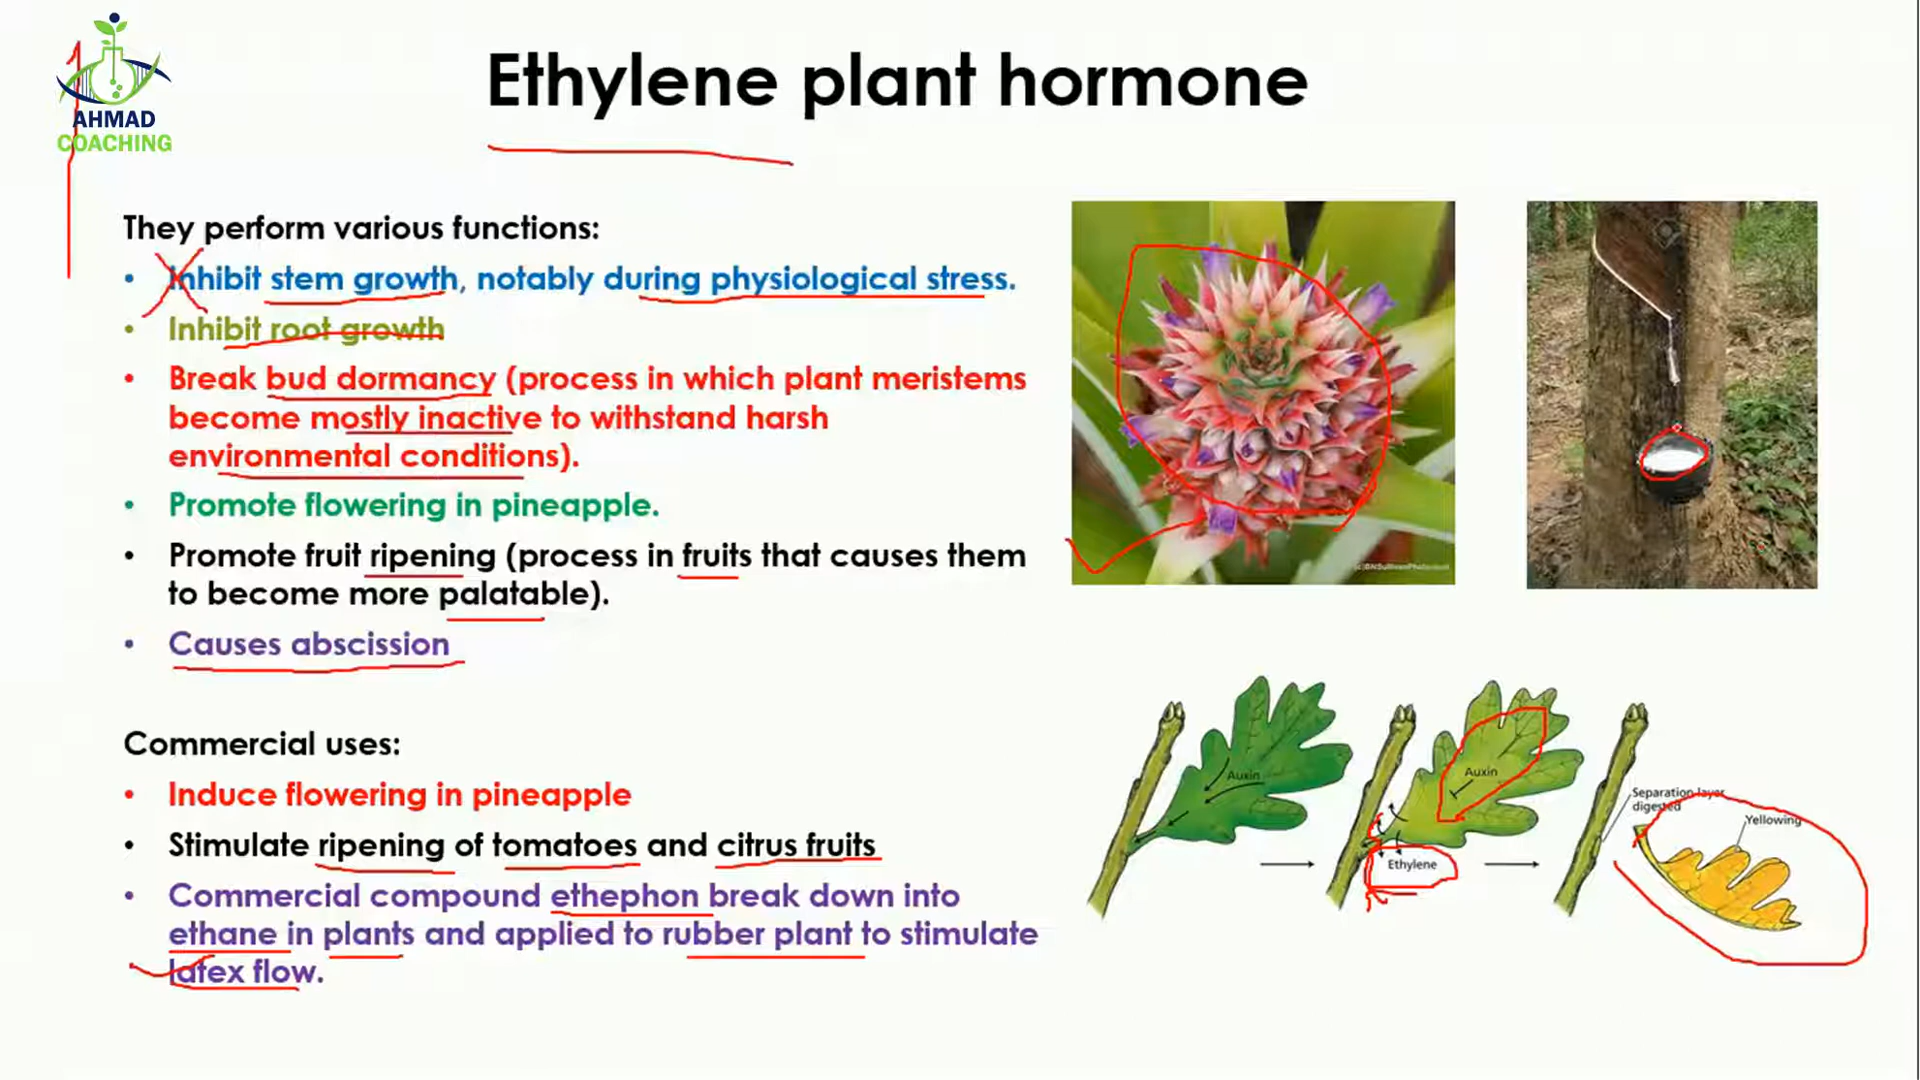 AHMAD
COACHING
Ethylene plant hormone
They perform various functions:
• Inhibit stem growth, notably during physiological stress.
• Inhibit root growth
• Break bud dormancy (process in which plant meristems
become mostly inactive to withstand harsh
environmental conditions).
• Promote flowering in pineapple.
• Promote fruit ripening (process in fruits that causes them
to become more palatable).
• Causes abscission
Commercial uses:
• Induce flowering in pineapple
• Stimulate ripening of tomatoes and citrus fruits
• Commercial compound ethephon break down into
ethane in plants and applied to rubber plant to stimulate
latex flow.
Auxin
Auxin
Ethylene
Separation layer
digested
Yellowing